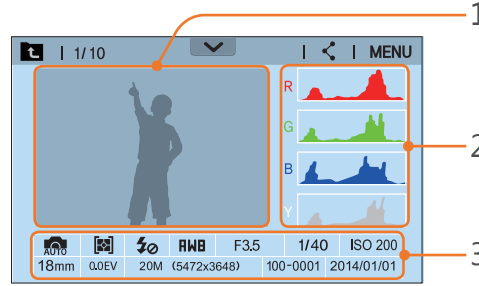 1
1/10 MENU
R
G
2
B
Y
AUTO AWB F3.5 1/40 ISO 200
3
18mm 0.0EV 20M (5472x3648) 100-0001 2014/01/01